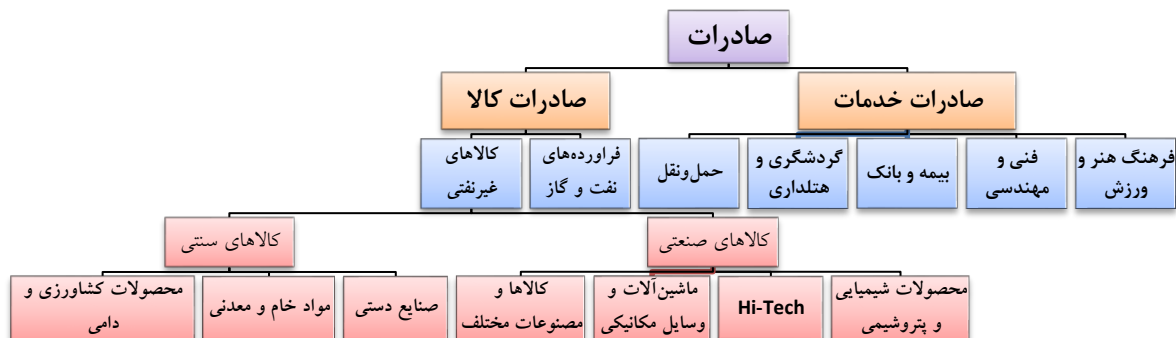 صادرات
صادرات خدمات
صادرات کالا
فرهنگ هنر و
ورزش
فنی و
مهندسی
بیمه و بانک
گردشگری و
هتلداری
حمل‌ونقل
فراورده‌های
نفت و گاز
کالاهای
غیرنفتی
کالاهای صنعتی
کالاهای سنتی
محصولات شیمیایی
و پتروشیمی
Hi-Tech
ماشین‌آلات و
وسایل مکانیکی
کالاها و
مصنوعات مختلف
صنایع دستی
مواد خام و معدنی
محصولات کشاورزی و
دامی